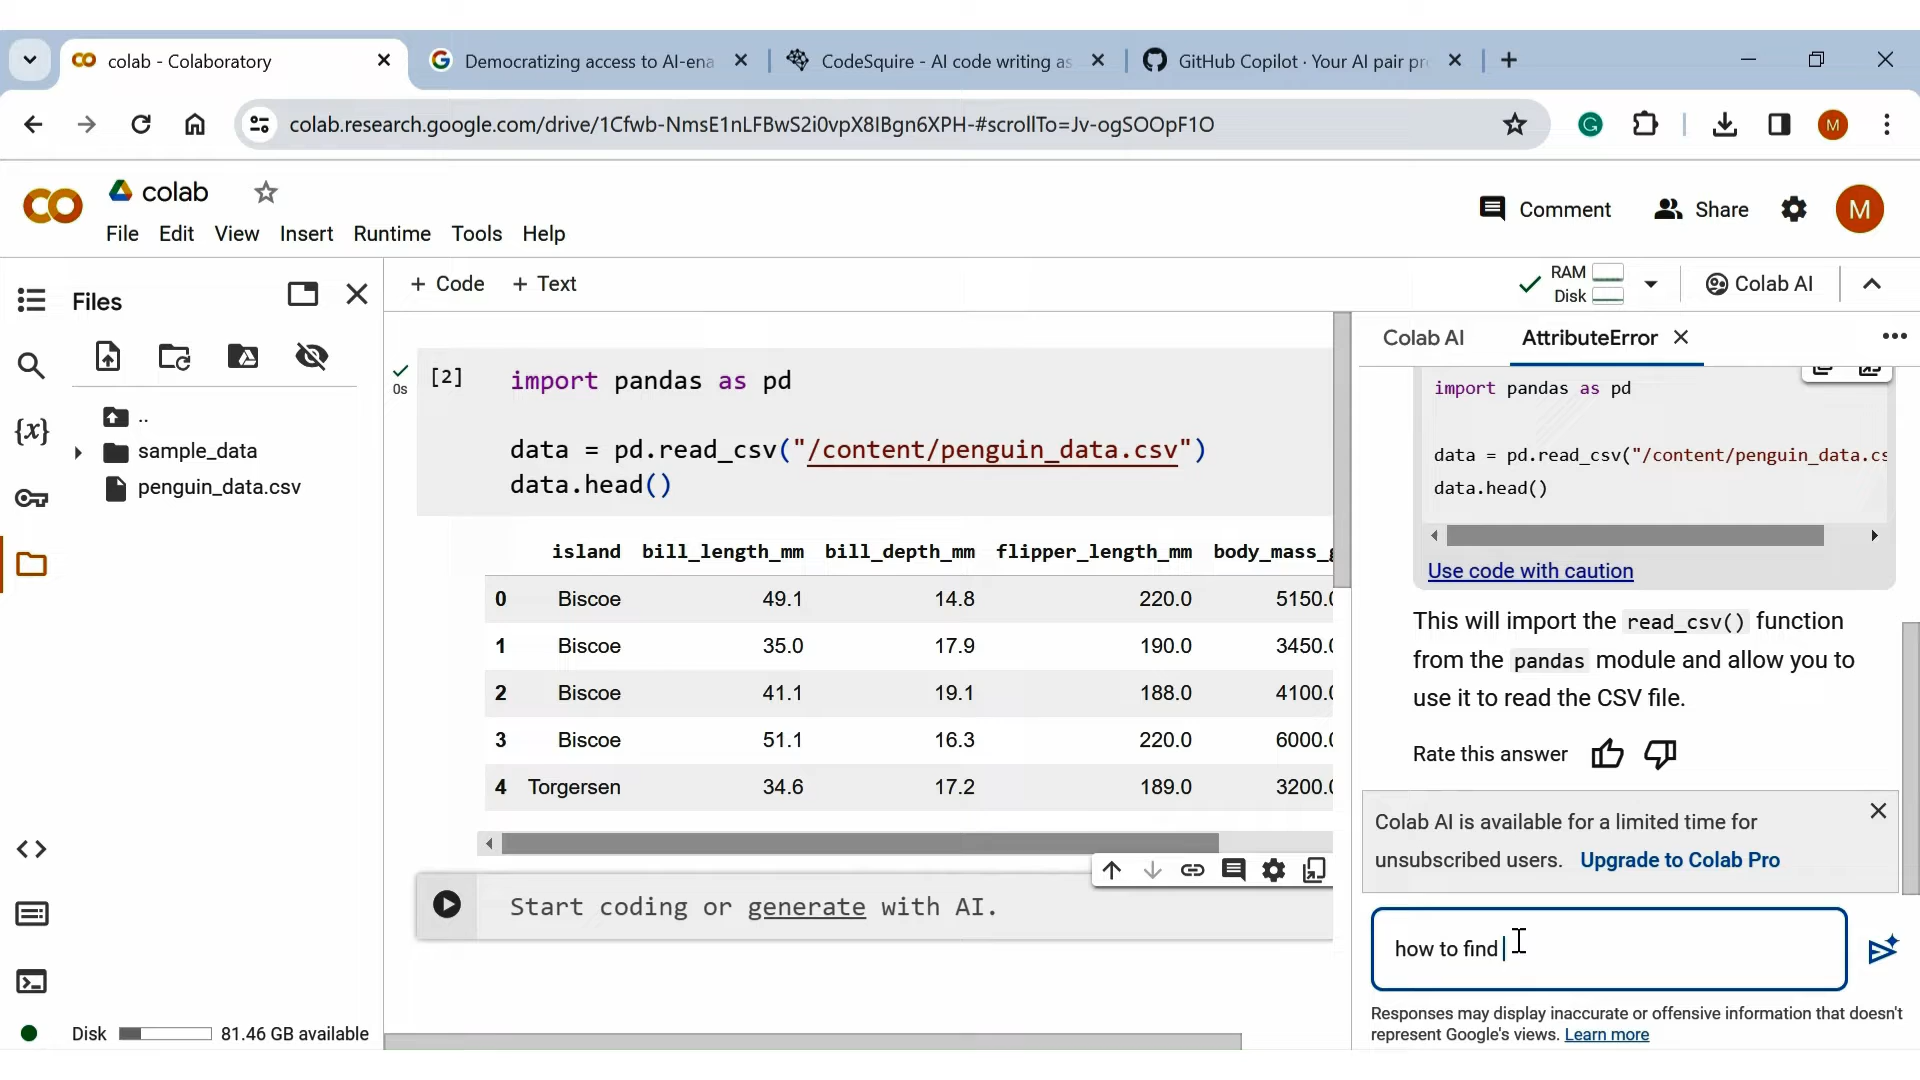 colab - Colaboratory
Democratizing access to AI-ena
CodeSquire - AI code writing as
GitHub Copilot · Your AI pair pr
colab.research.google.com/drive/1Cfwb-NmsE1nLFBwS2i0vpX8IBgn6XPH-#scrollTo=Jv-ogSOOpF1O
M
colab
File Edit View Insert Runtime Tools Help
Comment
Share
M
Files
+ Code + Text
RAM
Disk
Colab AI
..
sample_data
penguin_data.csv
{x}
0s
[2]
import pandas as pd
data = pd.read_csv("/content/penguin_data.csv")
data.head()
island bill_length_mm bill_depth_mm flipper_length_mm body_mass_g
0 Biscoe 49.1 14.8 220.0 5150.0
1 Biscoe 35.0 17.9 190.0 3450.0
2 Biscoe 41.1 19.1 188.0 4100.0
3 Biscoe 51.1 16.3 220.0 6000.0
4 Torgersen 34.6 17.2 189.0 3200.0
Start coding or generate with AI.
Disk 81.46 GB available
Colab AI AttributeError
import pandas as pd
data = pd.read_csv("/content/penguin_data.cs
data.head()
Use code with caution
This will import the read_csv() function
from the pandas module and allow you to
use it to read the CSV file.
Rate this answer
Colab AI is available for a limited time for
unsubscribed users. Upgrade to Colab Pro
how to find
Responses may display inaccurate or offensive information that doesn't
represent Google's views. Learn more